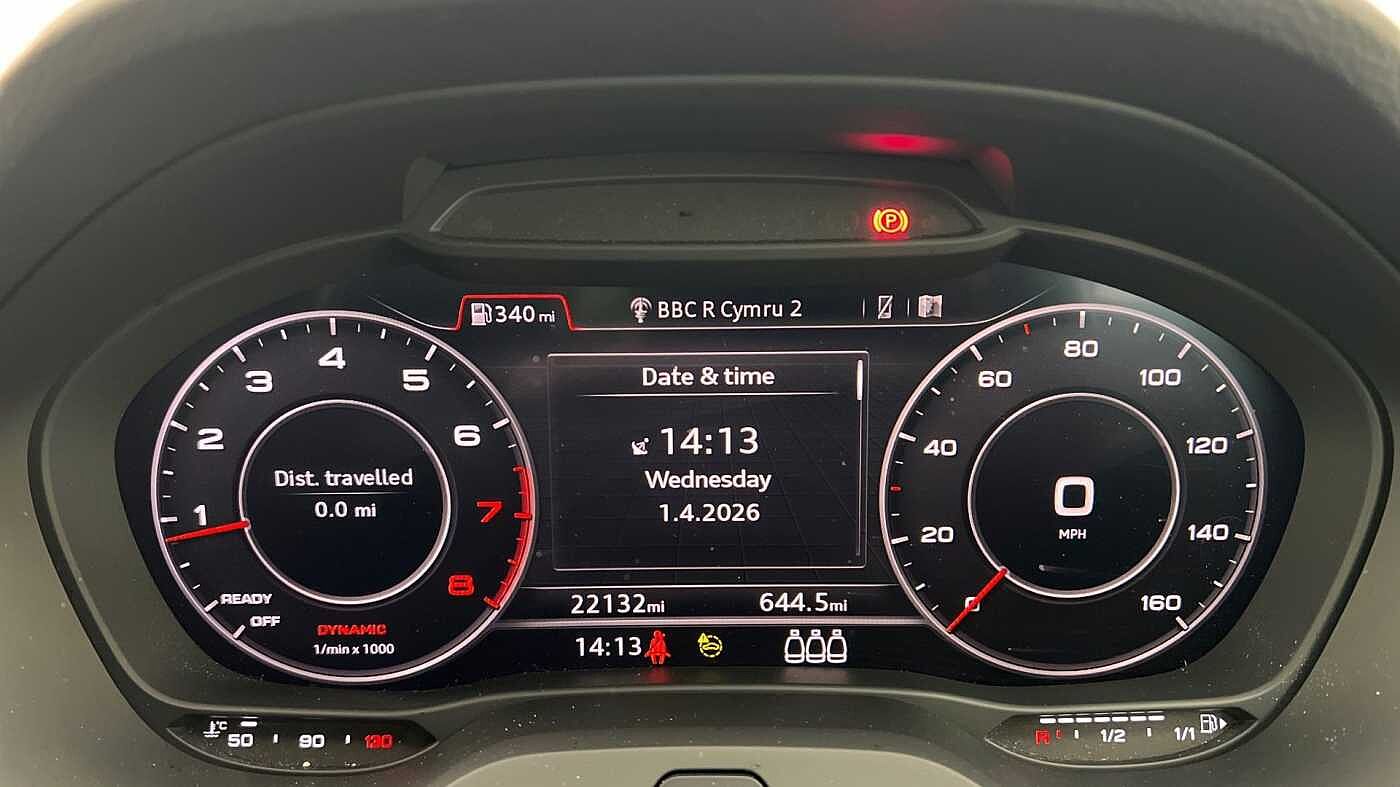 P
340 mi
BBC R Cymru 2
Date & time
14:13
Wednesday
1.4.2026
22132mi
644.5mi
14:13
1
2
3
4
5
6
7
8
Dist. travelled
0.0 mi
READY
OFF
DYNAMIC
1/min x 1000
0
20
40
60
80
100
120
140
160
0
MPH
°C
50
90
130
R
1/2
1/1